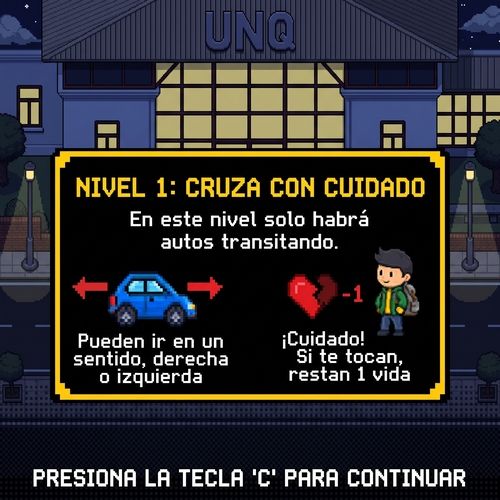 UNQ
NIVEL 1: CRUZA CON CUIDADO
En este nivel solo habrá
autos transitando.
-1
Pueden ir en un
sentido, derecha
o izquierda
¡Cuidado!
Si te tocan,
restan 1 vida
PRESIONA LA TECLA 'C' PARA CONTINUAR